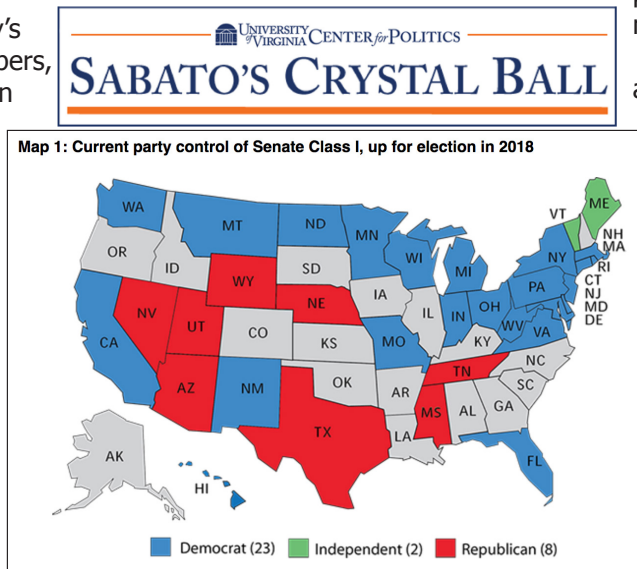 y's
bers,
n
UNIVERSITY of VIRGINIA CENTER for POLITICS
SABATO'S CRYSTAL BALL
a
Map 1: Current party control of Senate Class I, up for election in 2018
WA
MT
ND
MN
VT
ME
OR
ID
SD
WI
MI
NY
NH
MA
RI
CT
NJ
MD
DE
WY
NE
IA
PA
NV
UT
CO
KS
IL
IN
OH
WV
VA
CA
MO
KY
AZ
NM
OK
AR
TN
NC
SC
TX
LA
MS
AL
GA
AK
HI
FL
Democrat (23)
Independent (2)
Republican (8)